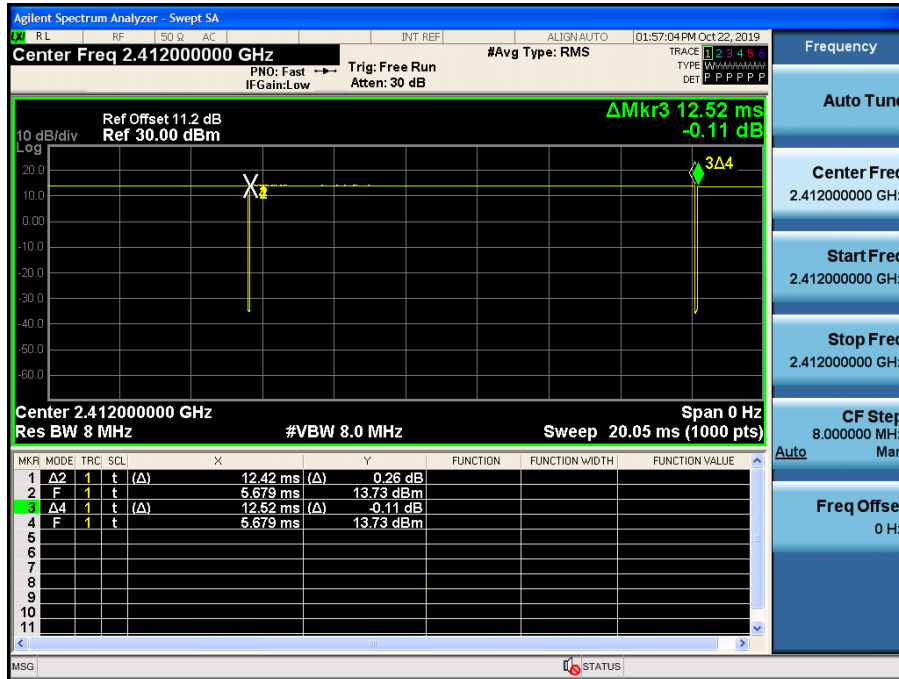 Agilent Spectrum Analyzer - Swept SA
LXI RL RF 50 Ω AC INT REF ALIGN AUTO 01:57:04 PM Oct 22, 2019
Center Freq 2.412000000 GHz
PNO: Fast
IFGain:Low
Trig: Free Run
Atten: 30 dB
#Avg Type: RMS
TRACE 1 2 3 4 5 6
TYPE WWWWWW
DET P P P P P P
Frequency
Auto Tune
Center Freq
2.412000000 GHz
Start Freq
2.412000000 GHz
Stop Freq
2.412000000 GHz
CF Step
8.000000 MHz
Auto Man
Freq Offset
0 Hz
ΔMkr3 12.52 ms
-0.11 dB
Ref Offset 11.2 dB
10 dB/div Ref 30.00 dBm
Log
20.0
10.0
0.00
-10.0
-20.0
-30.0
-40.0
-50.0
-60.0
2
3Δ4
Center 2.412000000 GHz Span 0 Hz
Res BW 8 MHz #VBW 8.0 MHz Sweep 20.05 ms (1000 pts)
MKR MODE TRC SCL X Y FUNCTION FUNCTION WIDTH FUNCTION VALUE
1 Δ2 1 t (Δ) 12.42 ms (Δ) 0.26 dB
2 F 1 t 5.679 ms 13.73 dBm
3 Δ4 1 t (Δ) 12.52 ms (Δ) -0.11 dB
4 F 1 t 5.679 ms 13.73 dBm
5
6
7
8
9
10
11
MSG STATUS